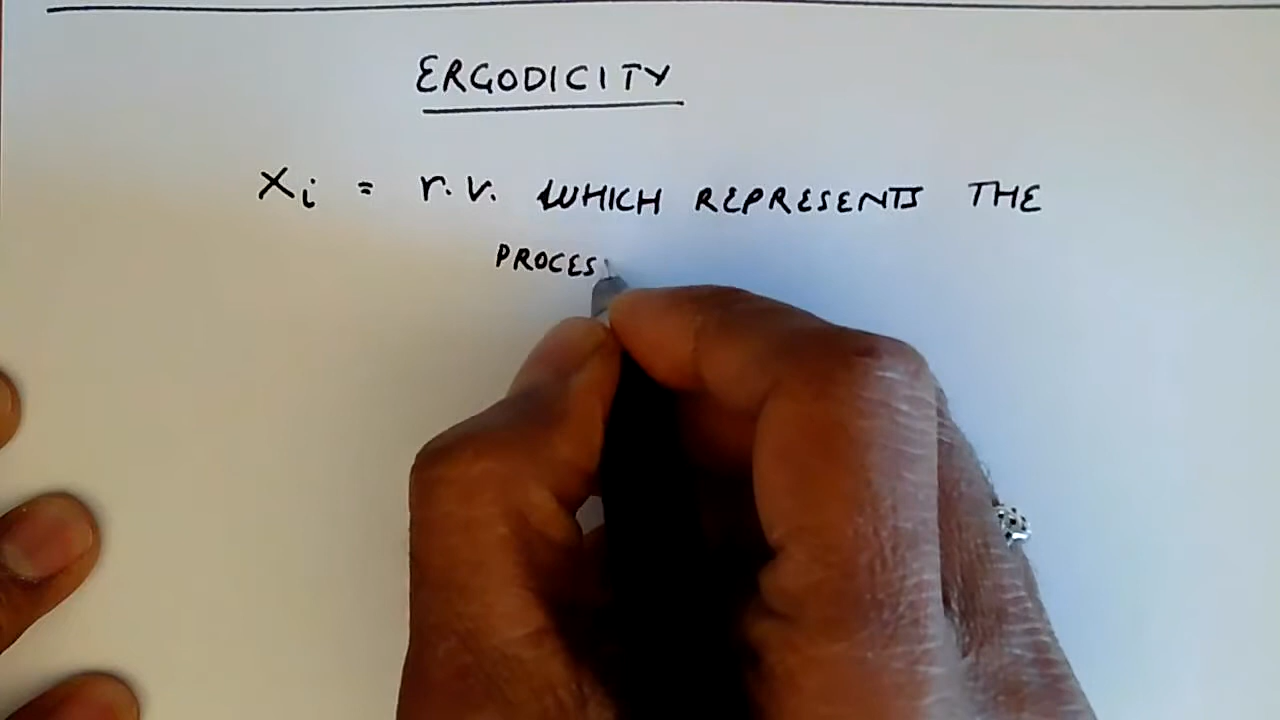 ERGODICITY
Xi = r.v. WHICH REPRESENTS THE
PROCES